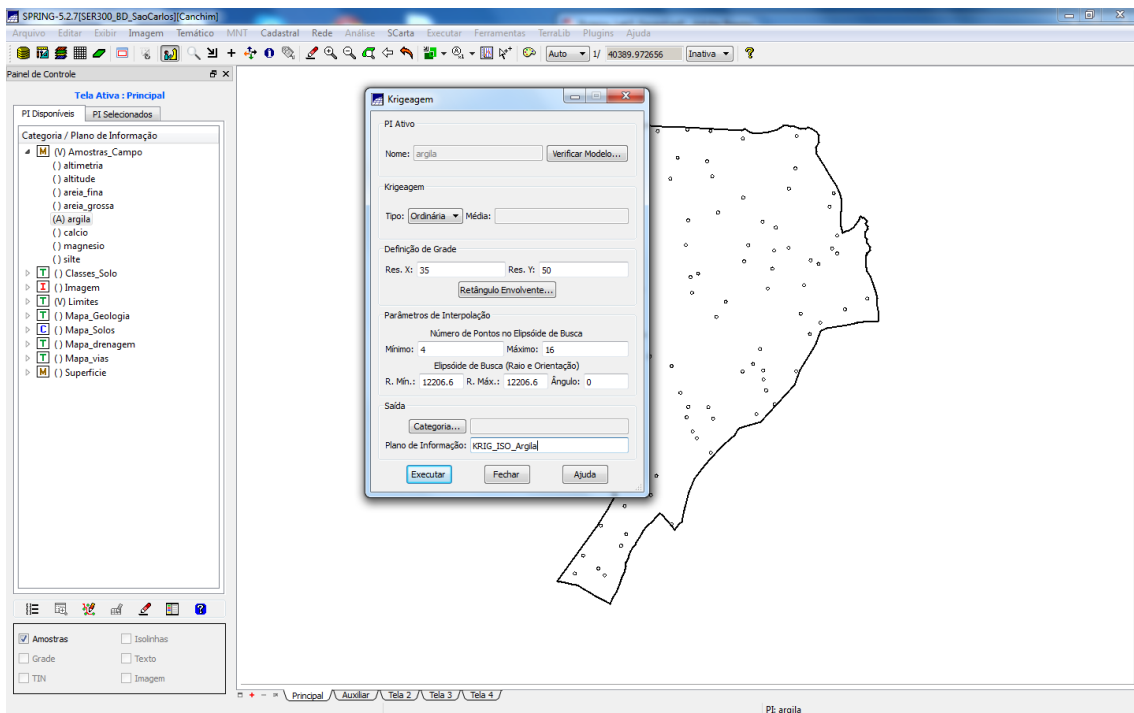 SPRING-5.2.7[SER300_BD_SaoCarlos][Canchim]
Arquivo Editar Exibir Imagem Temático MNT Cadastral Rede Análise SCarta Executar Ferramentas TerraLib Plugins Ajuda
Auto 1/ 40389.972656 Inativa
Painel de Controle
Tela Ativa : Principal
PI Disponíveis PI Selecionados
Categoria / Plano de Informação
M (V) Amostras_Campo
( ) altimetria
( ) altitude
( ) areia_fina
( ) areia_grossa
(A) argila
( ) calcio
( ) magnesio
( ) silte
T ( ) Classes_Solo
I ( ) Imagem
T (V) Limites
T ( ) Mapa_Geologia
C ( ) Mapa_Solos
T ( ) Mapa_drenagem
T ( ) Mapa_vias
M ( ) Superficie
Amostras Isolinhas
Grade Texto
TIN Imagem
Krigeagem
PI Ativo
Nome: argila Verificar Modelo...
Krigeagem
Tipo: Ordinária Média:
Definição de Grade
Res. X: 35 Res. Y: 50
Retângulo Envolvente...
Parâmetros de Interpolação
Número de Pontos no Elipsóide de Busca
Mínimo: 4 Máximo: 16
Elipsóide de Busca (Raio e Orientação)
R. Mín.: 12206.6 R. Máx.: 12206.6 Ângulo: 0
Saída
Categoria...
Plano de Informação: KRIG_ISO_Argila
Executar Fechar Ajuda
Principal Auxiliar Tela 2 Tela 3 Tela 4
PI: argila